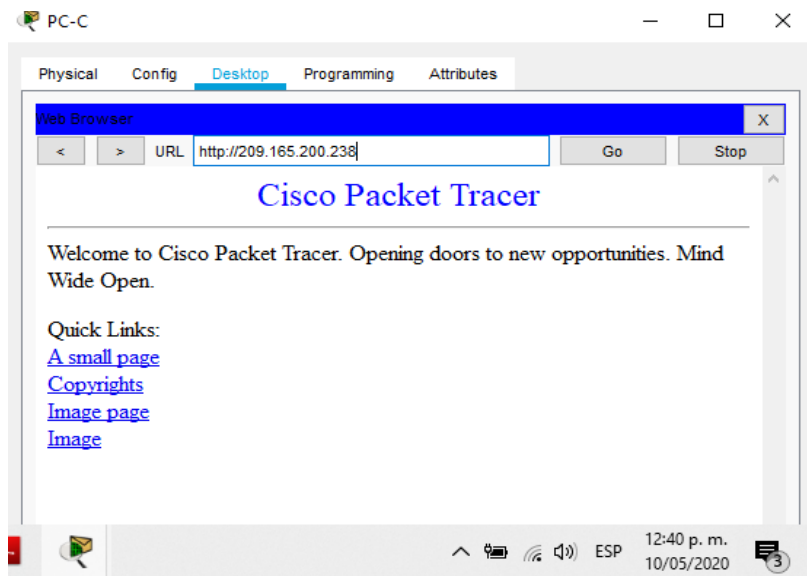 PC-C
Physical Config Desktop Programming Attributes
Web Browser X
< > URL http://209.165.200.238 Go Stop
Cisco Packet Tracer
Welcome to Cisco Packet Tracer. Opening doors to new opportunities. Mind
Wide Open.
Quick Links:
A small page
Copyrights
Image page
Image
ESP 12:40 p. m.
10/05/2020 3